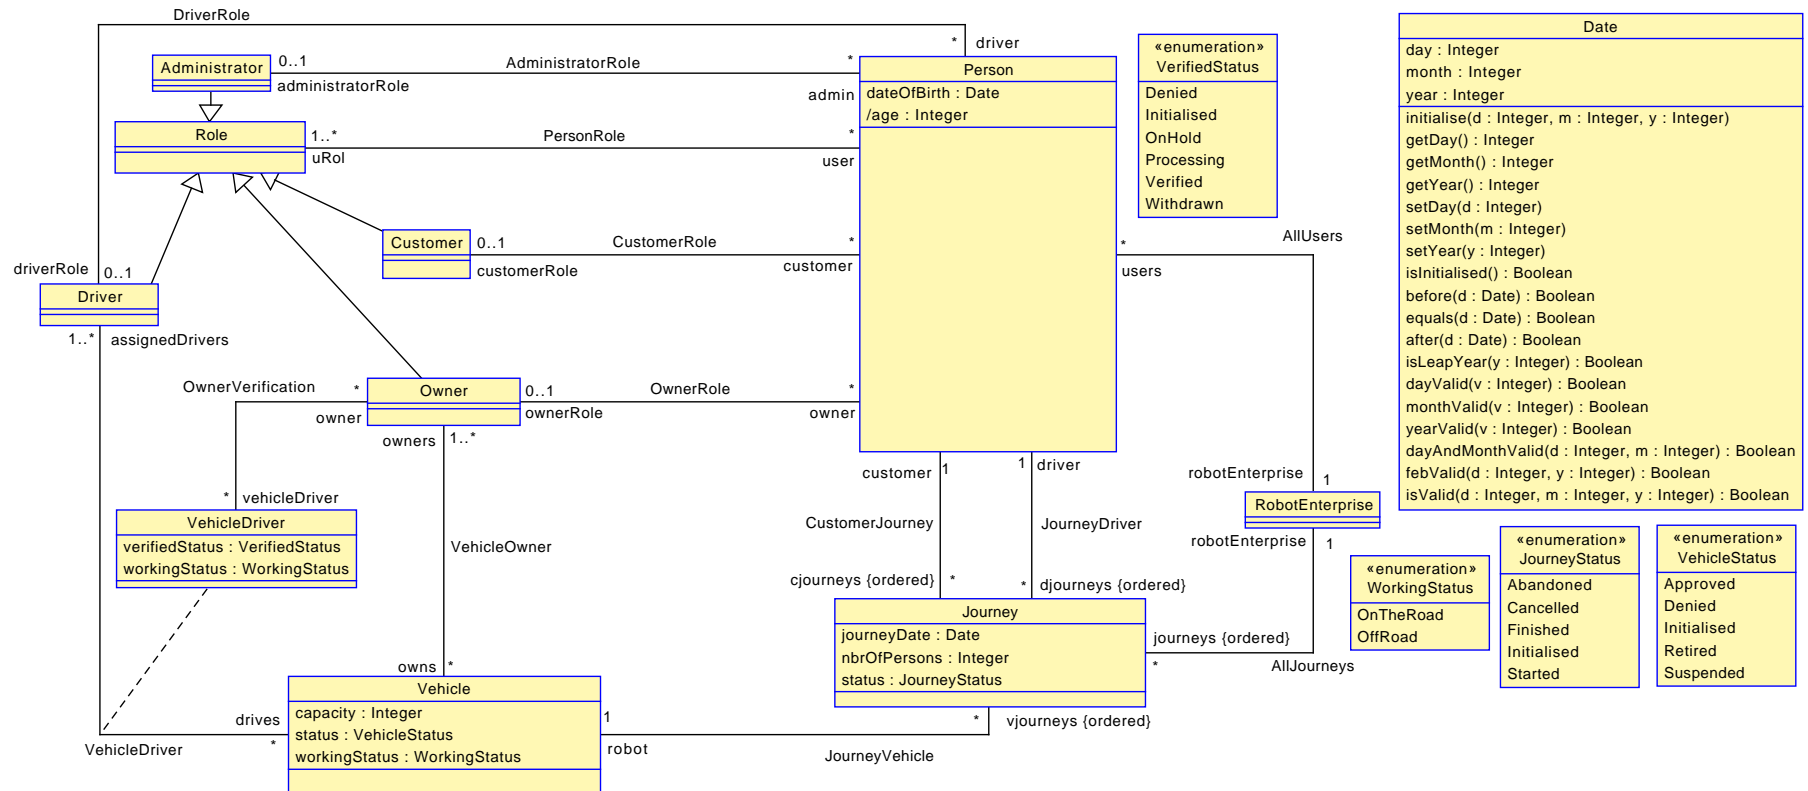 DriverRole
* driver
Administrator
0..1
administratorRole
AdministratorRole
*
admin
Person
dateOfBirth : Date
/age : Integer
Role
1..*
uRol
PersonRole
*
user
Customer
0..1
customerRole
CustomerRole
*
customer
driverRole
0..1
Driver
1..*
assignedDrivers
OwnerVerification
*
owner
Owner
0..1
ownerRole
OwnerRole
*
owner
owners
1..*
* vehicleDriver
VehicleDriver
verifiedStatus : VerifiedStatus
workingStatus : WorkingStatus
VehicleOwner
owns *
Vehicle
capacity : Integer
status : VehicleStatus
workingStatus : WorkingStatus
drives
*
VehicleDriver
1
robot
JourneyVehicle
* vjourneys {ordered}
customer 1
1 driver
CustomerJourney
JourneyDriver
cjourneys {ordered} *
* djourneys {ordered}
Journey
journeyDate : Date
nbrOfPersons : Integer
status : JourneyStatus
journeys {ordered}
*
AllJourneys
*
users
AllUsers
robotEnterprise
1
RobotEnterprise
robotEnterprise
1
«enumeration»
VerifiedStatus
Denied
Initialised
OnHold
Processing
Verified
Withdrawn
Date
day : Integer
month : Integer
year : Integer
initialise(d : Integer, m : Integer, y : Integer)
getDay() : Integer
getMonth() : Integer
getYear() : Integer
setDay(d : Integer)
setMonth(m : Integer)
setYear(y : Integer)
isInitialised() : Boolean
before(d : Date) : Boolean
equals(d : Date) : Boolean
after(d : Date) : Boolean
isLeapYear(y : Integer) : Boolean
dayValid(v : Integer) : Boolean
monthValid(v : Integer) : Boolean
yearValid(v : Integer) : Boolean
dayAndMonthValid(d : Integer, m : Integer) : Boolean
febValid(d : Integer, y : Integer) : Boolean
isValid(d : Integer, m : Integer, y : Integer) : Boolean
«enumeration»
WorkingStatus
OnTheRoad
OffRoad
«enumeration»
JourneyStatus
Abandoned
Cancelled
Finished
Initialised
Started
«enumeration»
VehicleStatus
Approved
Denied
Initialised
Retired
Suspended